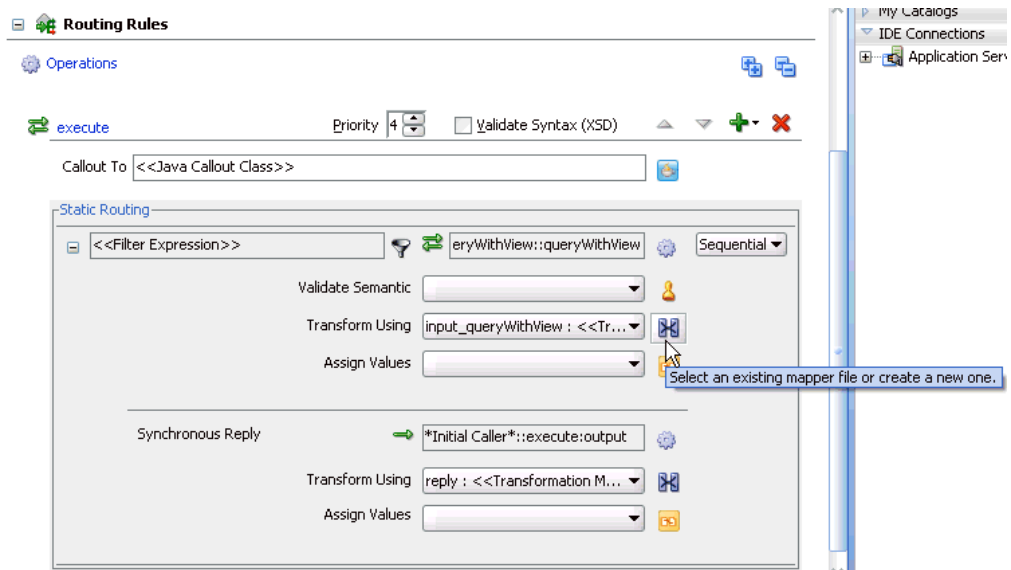 My Catalogs
Routing Rules
IDE Connections
Operations
Application Ser
execute
Priority 4
Validate Syntax (XSD)
Callout To <<Java Callout Class>>
Static Routing
<<Filter Expression>>
eryWithView::queryWithView
Sequential
Validate Semantic
Transform Using input_queryWithView : <<Tr...
Assign Values
Select an existing mapper file or create a new one.
Synchronous Reply *Initial Caller*::execute:output
Transform Using reply : <<Transformation M...
Assign Values